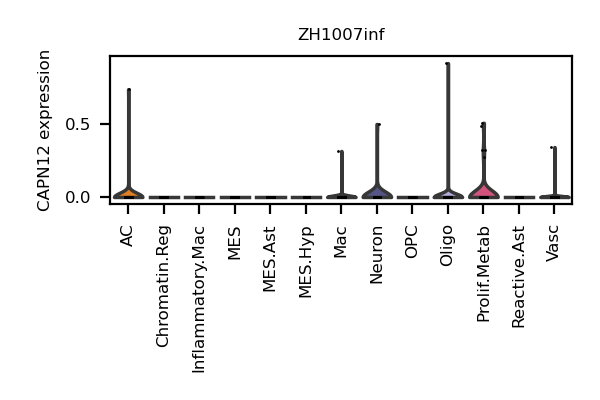 ZH1007inf
CAPN12 expression
0.5
0.0
AC
Chromatin.Reg
Inflammatory.Mac
MES
MES.Ast
MES.Hyp
Mac
Neuron
OPC
Oligo
Prolif.Metab
Reactive.Ast
Vasc